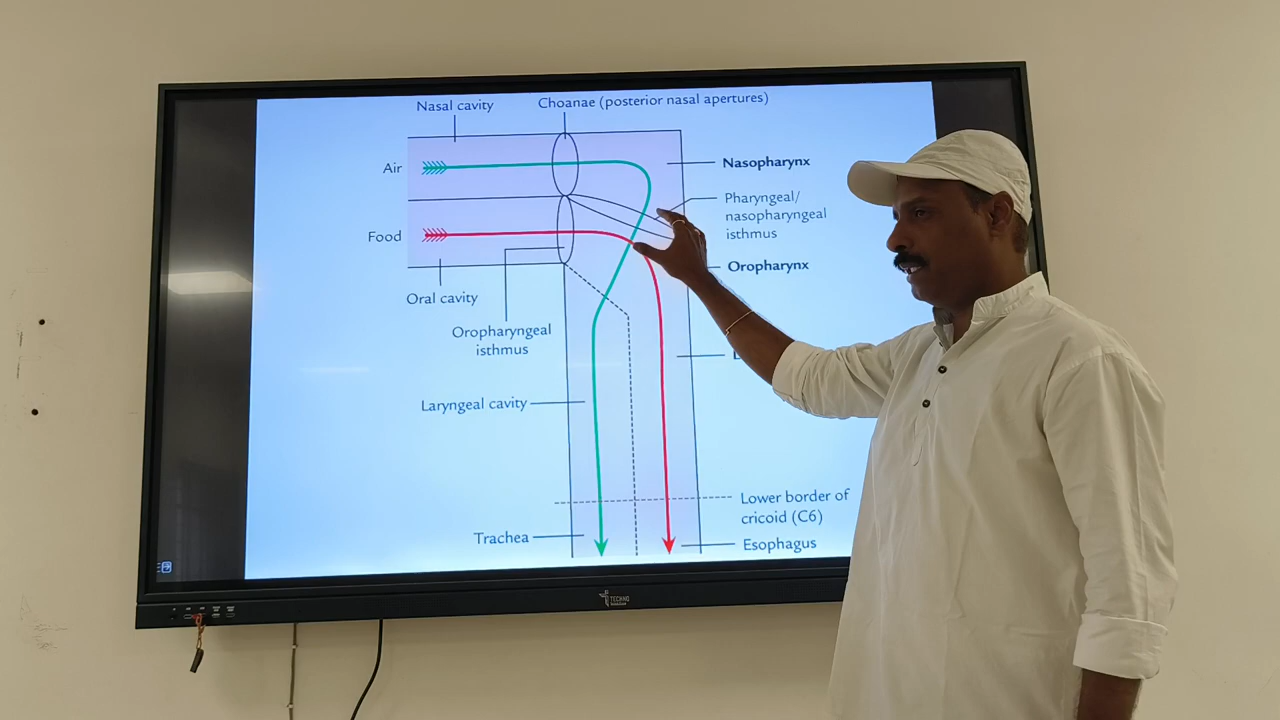 Nasal cavity
Choanae (posterior nasal apertures)
Air
Nasopharynx
Pharyngeal/
nasopharyngeal
isthmus
Food
Oropharynx
Oral cavity
Oropharyngeal
isthmus
Laryngeal cavity
Lower border of
cricoid (C6)
Trachea
Esophagus
TECHNO